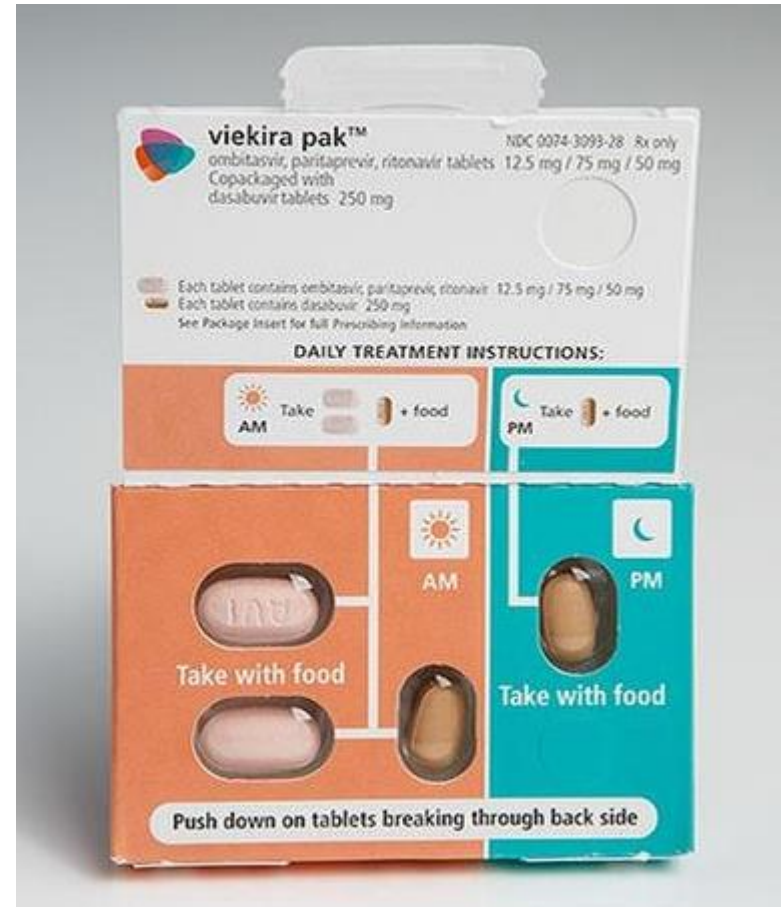 viekira pak™
NDC 0074-3093-28 Rx only
ombitasvir, paritaprevir, ritonavir tablets 12.5 mg / 75 mg / 50 mg
Copackaged with
dasabuvir tablets 250 mg
Each tablet contains ombitasvir, paritaprevir, ritonavir 12.5 mg / 75 mg / 50 mg
Each tablet contains dasabuvir 250 mg
See Package Insert for full Prescribing Information
DAILY TREATMENT INSTRUCTIONS:
AM Take + food
PM Take + food
AM
PM
Take with food
Take with food
Push down on tablets breaking through back side